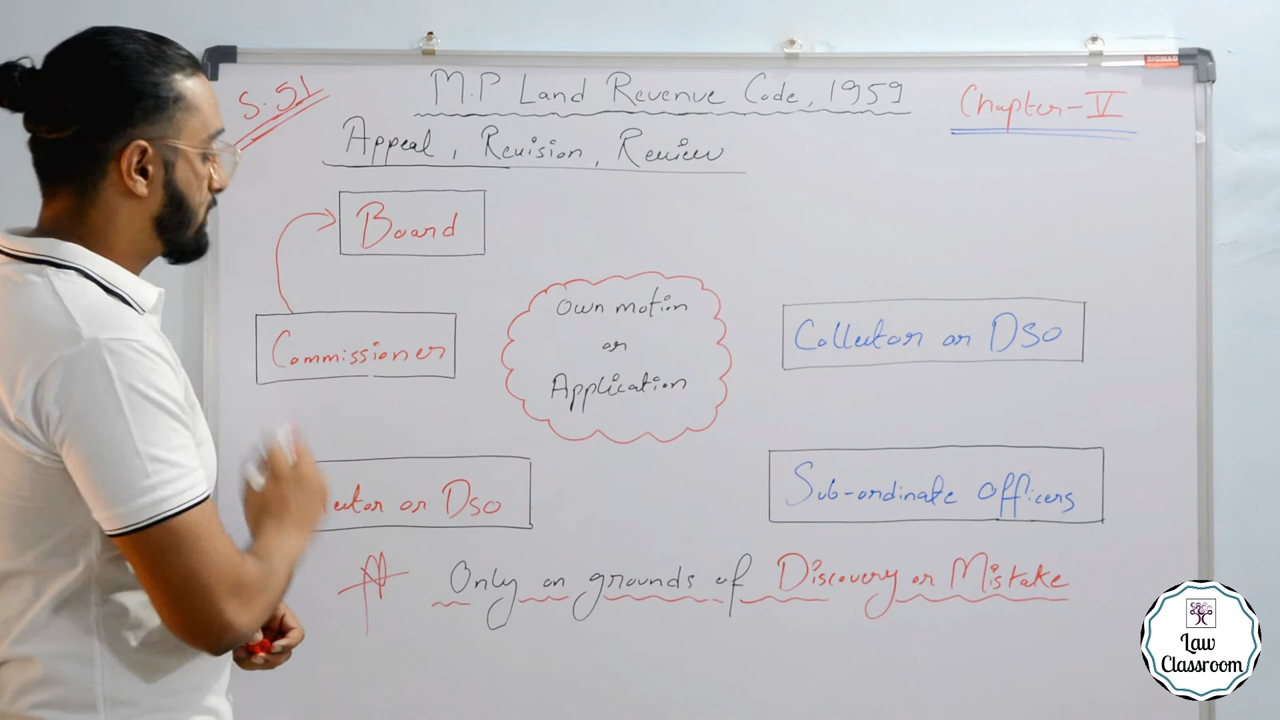 S. 51
M.P Land Revenue Code, 1959
Chapter-V
Appeal, Revision, Review
Board
Own motion
or
Application
Commissioner
Collector or DSO
or DSO
Sub-ordinate Officers
Only on grounds of Discovery or Mistake
SIGMAC
Law
Classroom